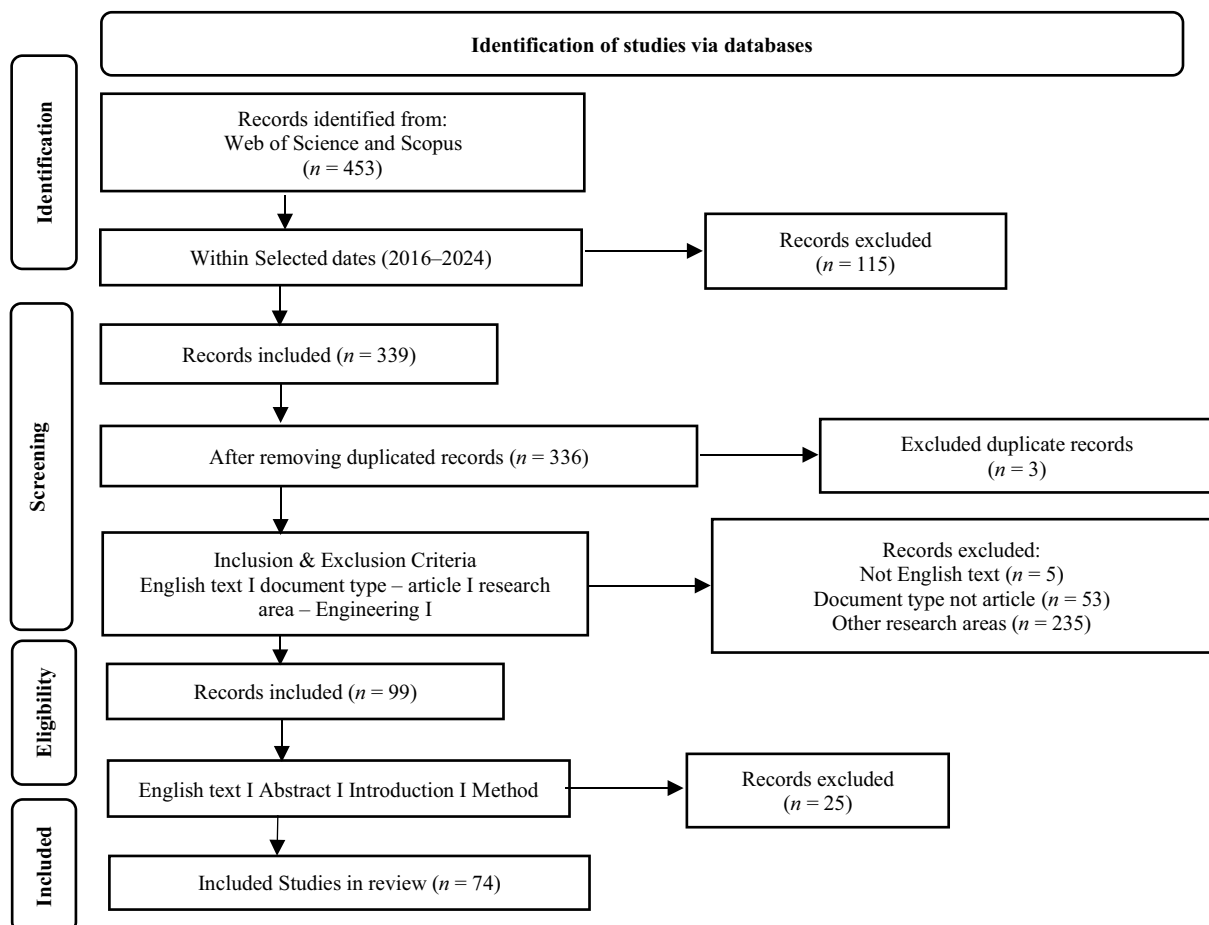 Identification of studies via databases
Identification
Records identified from:
Web of Science and Scopus
(n = 453)
Within Selected dates (2016–2024)
Records excluded
(n = 115)
Screening
Records included (n = 339)
After removing duplicated records (n = 336)
Excluded duplicate records
(n = 3)
Inclusion & Exclusion Criteria
English text I document type – article I research
area – Engineering I
Records excluded:
Not English text (n = 5)
Document type not article (n = 53)
Other research areas (n = 235)
Eligibility
Records included (n = 99)
English text I Abstract I Introduction I Method
Records excluded
(n = 25)
Included
Included Studies in review (n = 74)